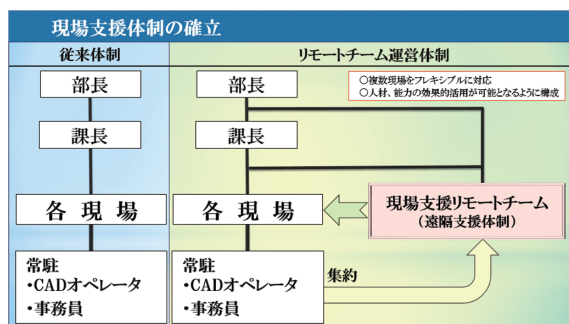 現場支援体制の確立
従来体制
部長
課長
各現場
常駐
・CADオペレータ
・事務員
リモートチーム運営体制
○複数現場をフレキシブルに対応
○人材、能力の効果的活用が可能となるように構成
部長
課長
各現場
現場支援リモートチーム
(遠隔支援体制)
常駐
・CADオペレータ
・事務員
集約